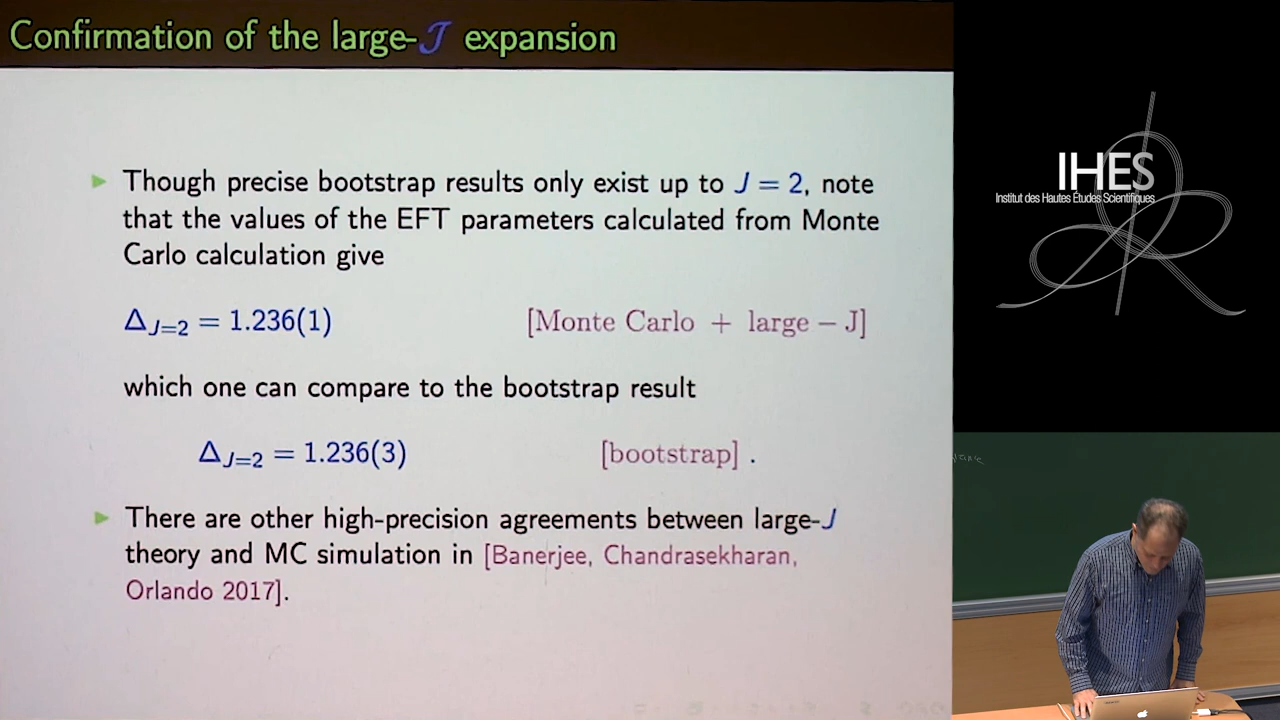 Confirmation of the large-𝒥 expansion
Though precise bootstrap results only exist up to J = 2, note
that the values of the EFT parameters calculated from Monte
Carlo calculation give
Δ_{J=2} = 1.236(1) [Monte Carlo + large − J]
which one can compare to the bootstrap result
Δ_{J=2} = 1.236(3) [bootstrap] .
There are other high-precision agreements between large-J
theory and MC simulation in [Banerjee, Chandrasekharan,
Orlando 2017].
IHES
Institut des Hautes Études Scientifiques